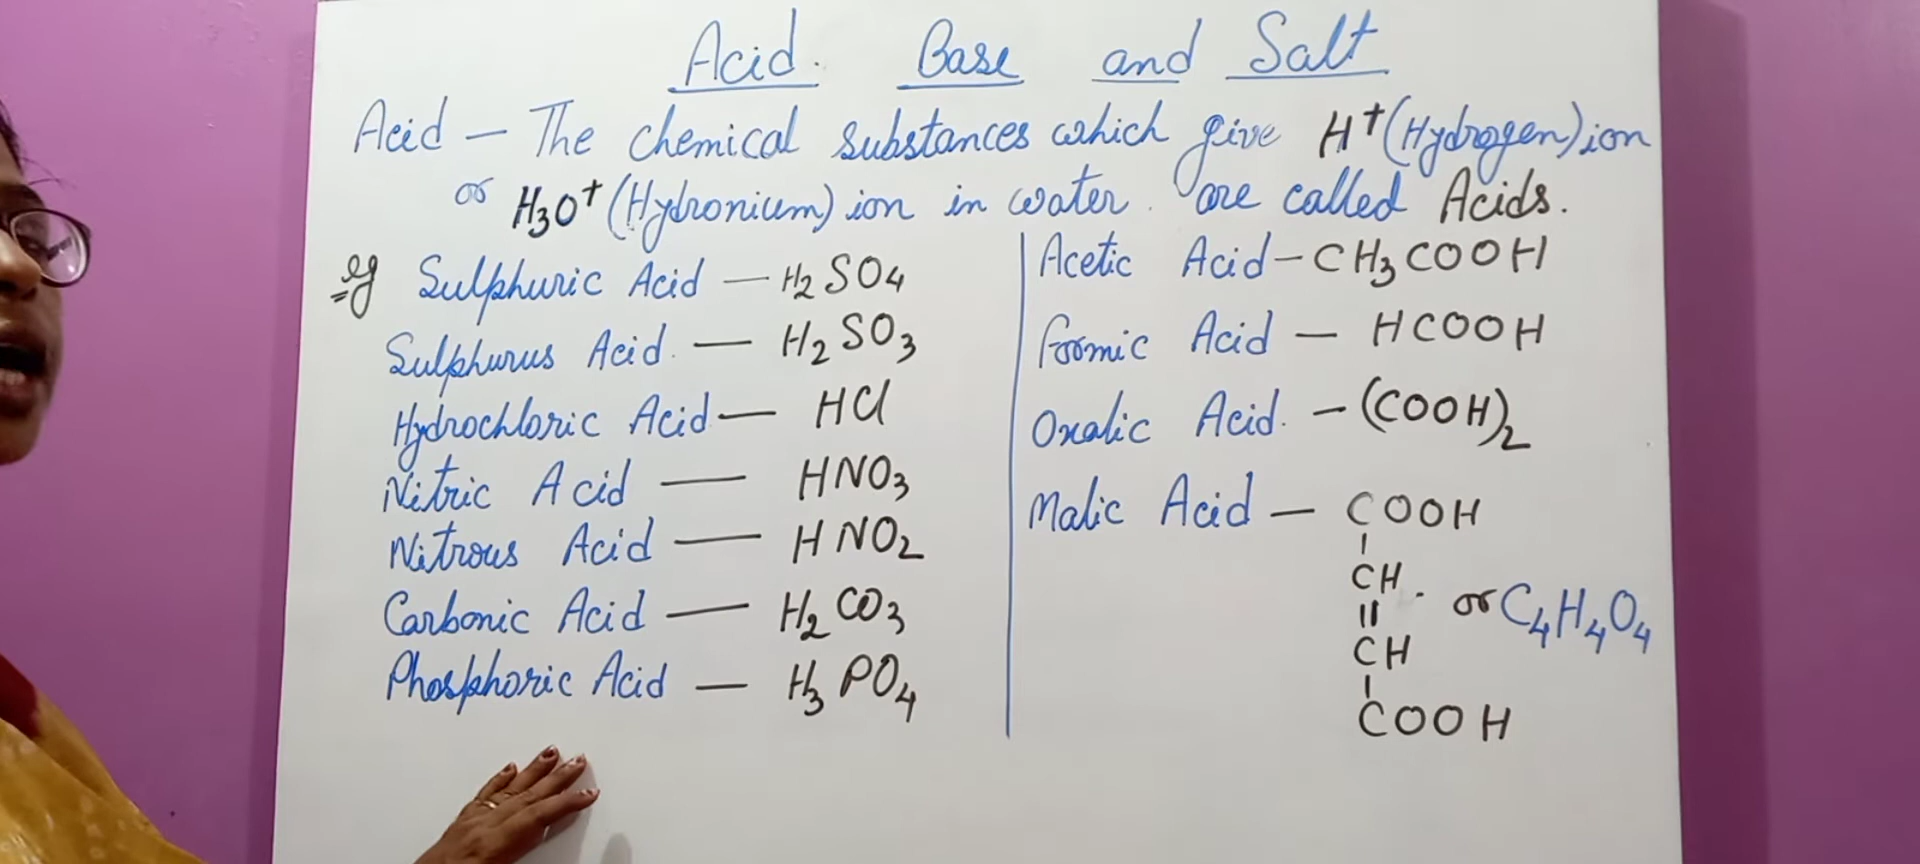 Acid. Base and Salt
Acid — The chemical substances which give H⁺(Hydrogen) ion
or H₃O⁺ (Hydronium) ion in water. are called Acids.
eg Sulphuric Acid — H₂SO₄
Sulphurus Acid. — H₂SO₃
Hydrochloric Acid — HCl
Nitric Acid — HNO₃
Nitrous Acid — HNO₂
Carbonic Acid — H₂CO₃
Phosphoric Acid — H₃PO₄
Acetic Acid — CH₃COOH
Formic Acid — HCOOH
Oxalic Acid. — (COOH)₂
Malic Acid — COOH
|
CH. or C₄H₄O₄
||
CH
|
COOH